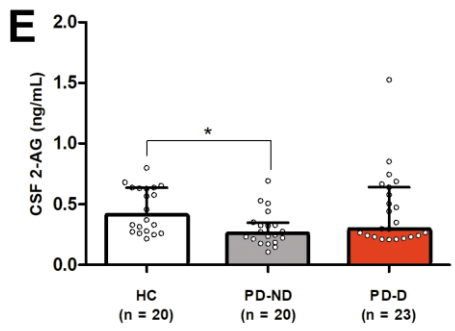 E
CSF 2-AG (ng/mL)
2.0
1.5
1.0
0.5
0.0
*
HC
(n = 20)
PD-ND
(n = 20)
PD-D
(n = 23)